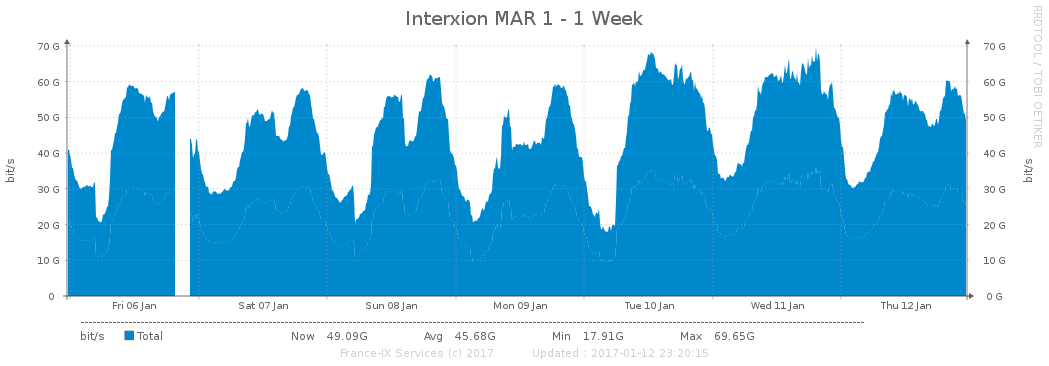 Interxion MAR 1 - 1 Week
RRDTOOL / TOBI OETIKER
bit/s
70 G
60 G
50 G
40 G
30 G
20 G
10 G
0
70 G
60 G
50 G
40 G
30 G
20 G
10 G
0 G
bit/s
Fri 06 Jan Sat 07 Jan Sun 08 Jan Mon 09 Jan Tue 10 Jan Wed 11 Jan Thu 12 Jan
bit/s Total Now 49.09G Avg 45.68G Min 17.91G Max 69.65G
France-IX Services (c) 2017 Updated : 2017-01-12 23:20:15